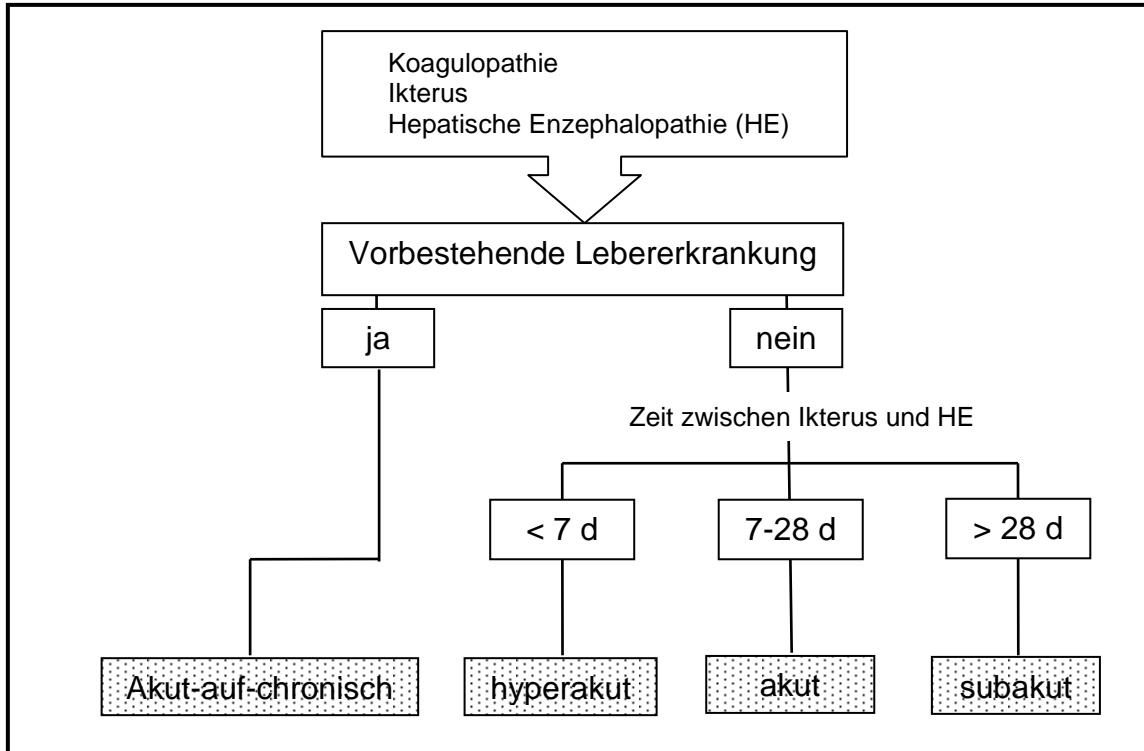 Koagulopathie
Ikterus
Hepatische Enzephalopathie (HE)
Vorbestehende Lebererkrankung
ja
nein
Zeit zwischen Ikterus und HE
< 7 d
7-28 d
> 28 d
Akut-auf-chronisch
hyperakut
akut
subakut